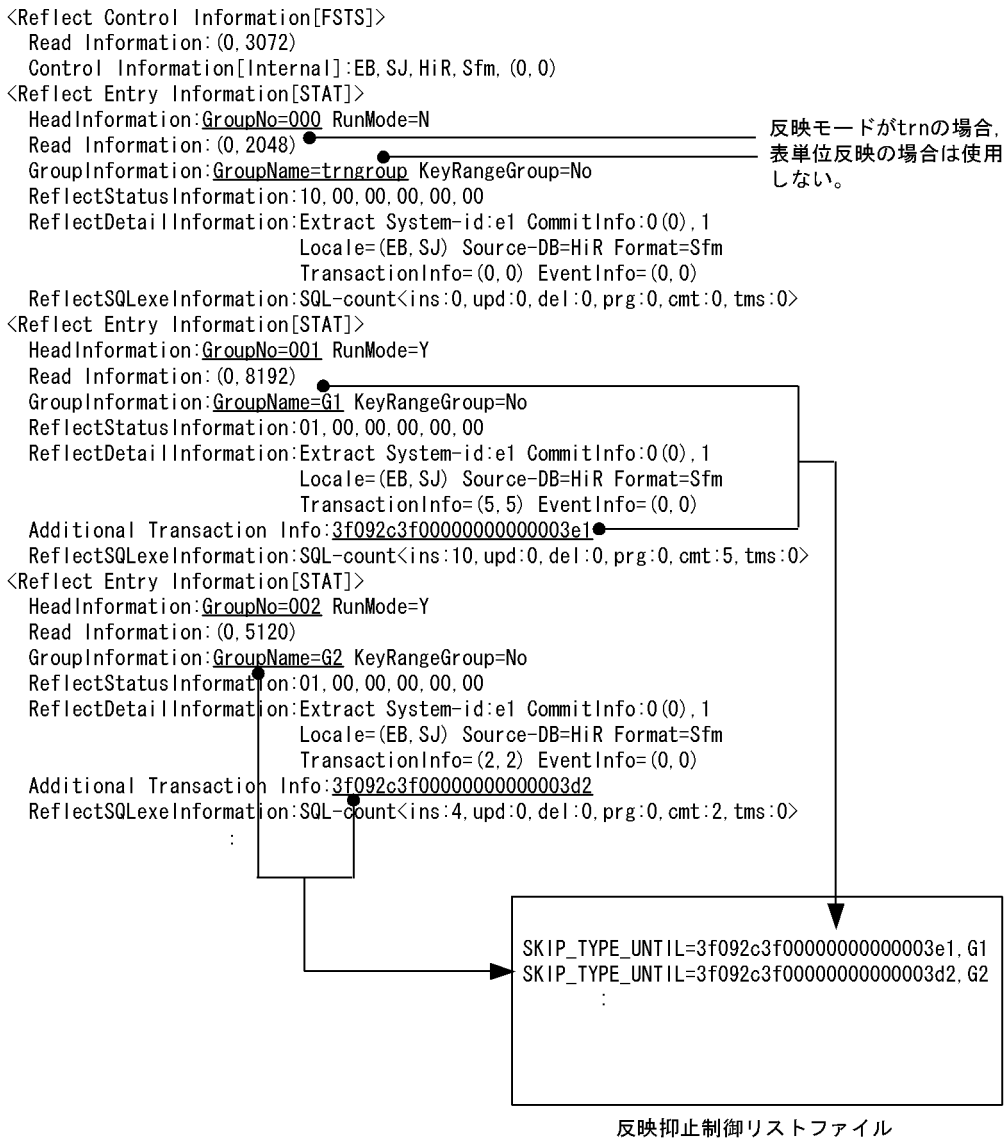 <Reflect Control Information[FSTS]>
Read Information:(0,3072)
Control Information[Internal]:EB,SJ,HiR,Sfm,(0,0)
<Reflect Entry Information[STAT]>
HeadInformation:GroupNo=000 RunMode=N
Read Information:(0,2048)
GroupInformation:GroupName=trngroup KeyRangeGroup=No
ReflectStatusInformation:10,00,00,00,00,00
ReflectDetailInformation:Extract System-id:e1 CommitInfo:0(0),1
Locale=(EB,SJ) Source-DB=HiR Format=Sfm
TransactionInfo=(0,0) EventInfo=(0,0)
ReflectSQLexeInformation:SQL-count<ins:0,upd:0,del:0,prg:0,cmt:0,tms:0>
反映モードがtrnの場合,
表単位反映の場合は使用
しない。
<Reflect Entry Information[STAT]>
HeadInformation:GroupNo=001 RunMode=Y
Read Information:(0,8192)
GroupInformation:GroupName=G1 KeyRangeGroup=No
ReflectStatusInformation:01,00,00,00,00,00
ReflectDetailInformation:Extract System-id:e1 CommitInfo:0(0),1
Locale=(EB,SJ) Source-DB=HiR Format=Sfm
TransactionInfo=(5,5) EventInfo=(0,0)
Additional Transaction Info:3f092c3f00000000000003e1
ReflectSQLexeInformation:SQL-count<ins:10,upd:0,del:0,prg:0,cmt:5,tms:0>
<Reflect Entry Information[STAT]>
HeadInformation:GroupNo=002 RunMode=Y
Read Information:(0,5120)
GroupInformation:GroupName=G2 KeyRangeGroup=No
ReflectStatusInformation:01,00,00,00,00,00
ReflectDetailInformation:Extract System-id:e1 CommitInfo:0(0),1
Locale=(EB,SJ) Source-DB=HiR Format=Sfm
TransactionInfo=(2,2) EventInfo=(0,0)
Additional Transaction Info:3f092c3f00000000000003d2
ReflectSQLexeInformation:SQL-count<ins:4,upd:0,del:0,prg:0,cmt:2,tms:0>
:
SKIP_TYPE_UNTIL=3f092c3f00000000000003e1,G1
SKIP_TYPE_UNTIL=3f092c3f00000000000003d2,G2
:
反映抑止制御リストファイル